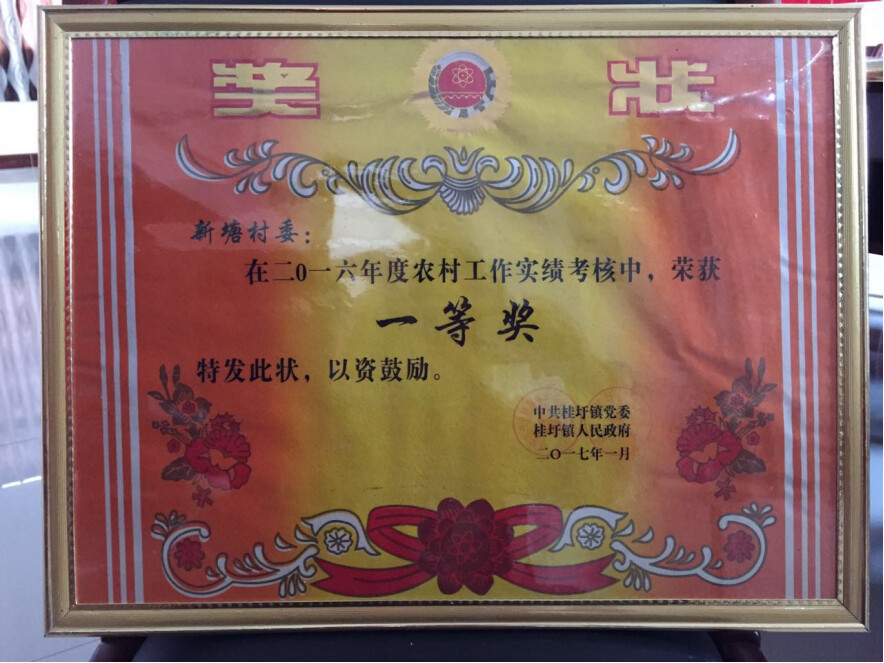 奖状
新塘村委：
在二0一六年度农村工作实绩考核中，荣获
一等奖
特发此状，以资鼓励。
中共桂圩镇党委
桂圩镇人民政府
二〇一七年一月